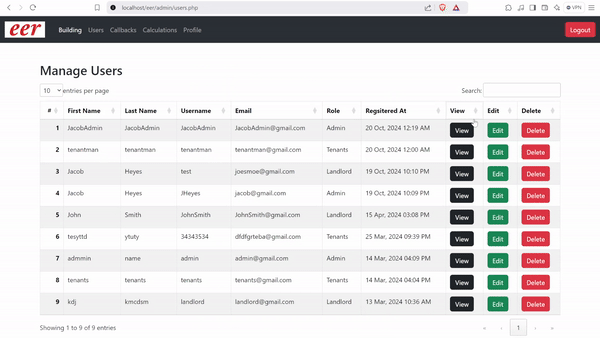 localhost/eer/admin/users.php
VPN
eer Building Users Callbacks Calculations Profile Logout
Manage Users
10 entries per page Search:
# First Name Last Name Username Email Role Regsitered At View Edit Delete
1 JacobAdmin JacobAdmin JacobAdmin JacobAdmin@gmail.com Admin 20 Oct, 2024 12:19 AM View Edit Delete
2 tenantman tenantman tenantman tenantman@gmail.com Tenants 20 Oct, 2024 12:00 AM View Edit Delete
3 Jacob Heyes test joesmoe@gmail.com Landlord 19 Oct, 2024 10:10 PM View Edit Delete
4 Jacob Heyes JHeyes jacob@gmail.com Admin 19 Oct, 2024 10:09 PM View Edit Delete
5 John Smith JohnSmith JohnSmith@gmail.com Landlord 15 Apr, 2024 03:08 PM View Edit Delete
6 tesyttd ytuty 34343534 dfdfgrteba@gmail.com Tenants 25 Mar, 2024 09:39 PM View Edit Delete
7 admmin name admin admin@gmail.com Admin 14 Mar, 2024 04:09 PM View Edit Delete
8 tenants tenants tenants tenants@gmail.com Tenants 14 Mar, 2024 04:04 PM View Edit Delete
9 kdj kmcdsm landlord landlord@gmail.com Landlord 13 Mar, 2024 10:36 AM View Edit Delete
Showing 1 to 9 of 9 entries « ‹ 1 › »